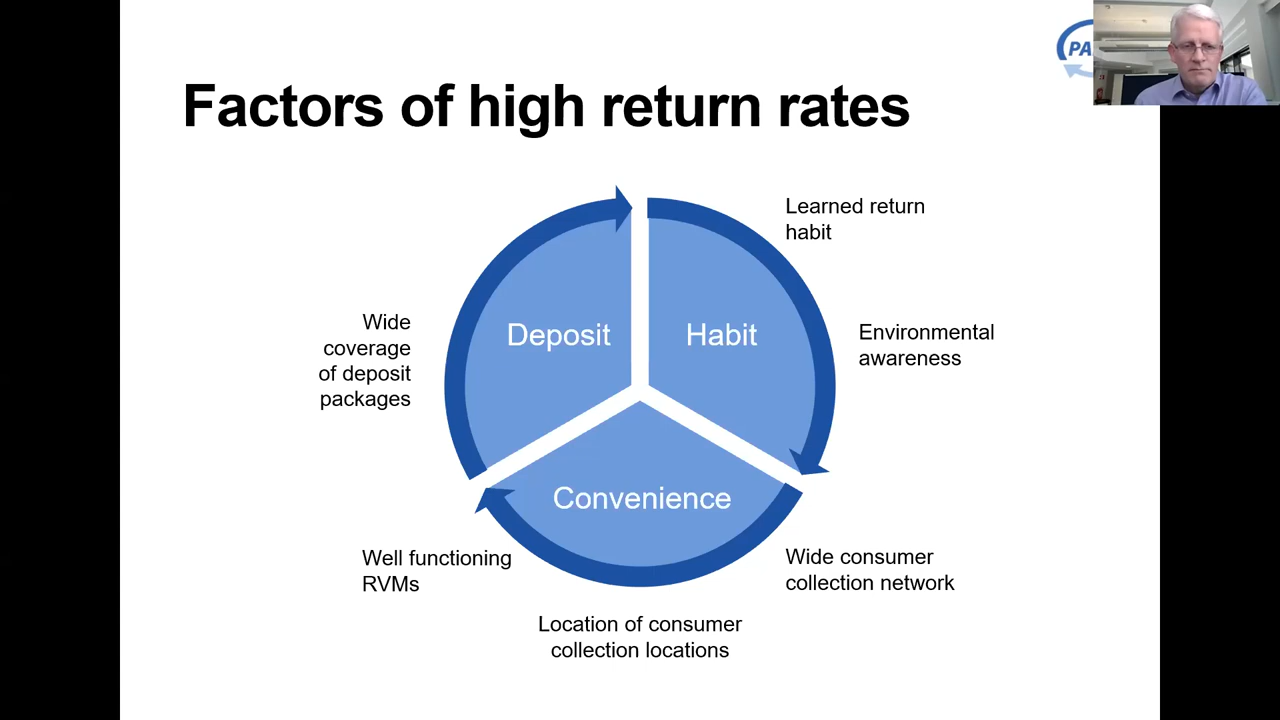 Factors of high return rates
PA
Learned return
habit
Wide
coverage
of deposit
packages
Deposit
Habit
Environmental
awareness
Convenience
Well functioning
RVMs
Wide consumer
collection network
Location of consumer
collection locations